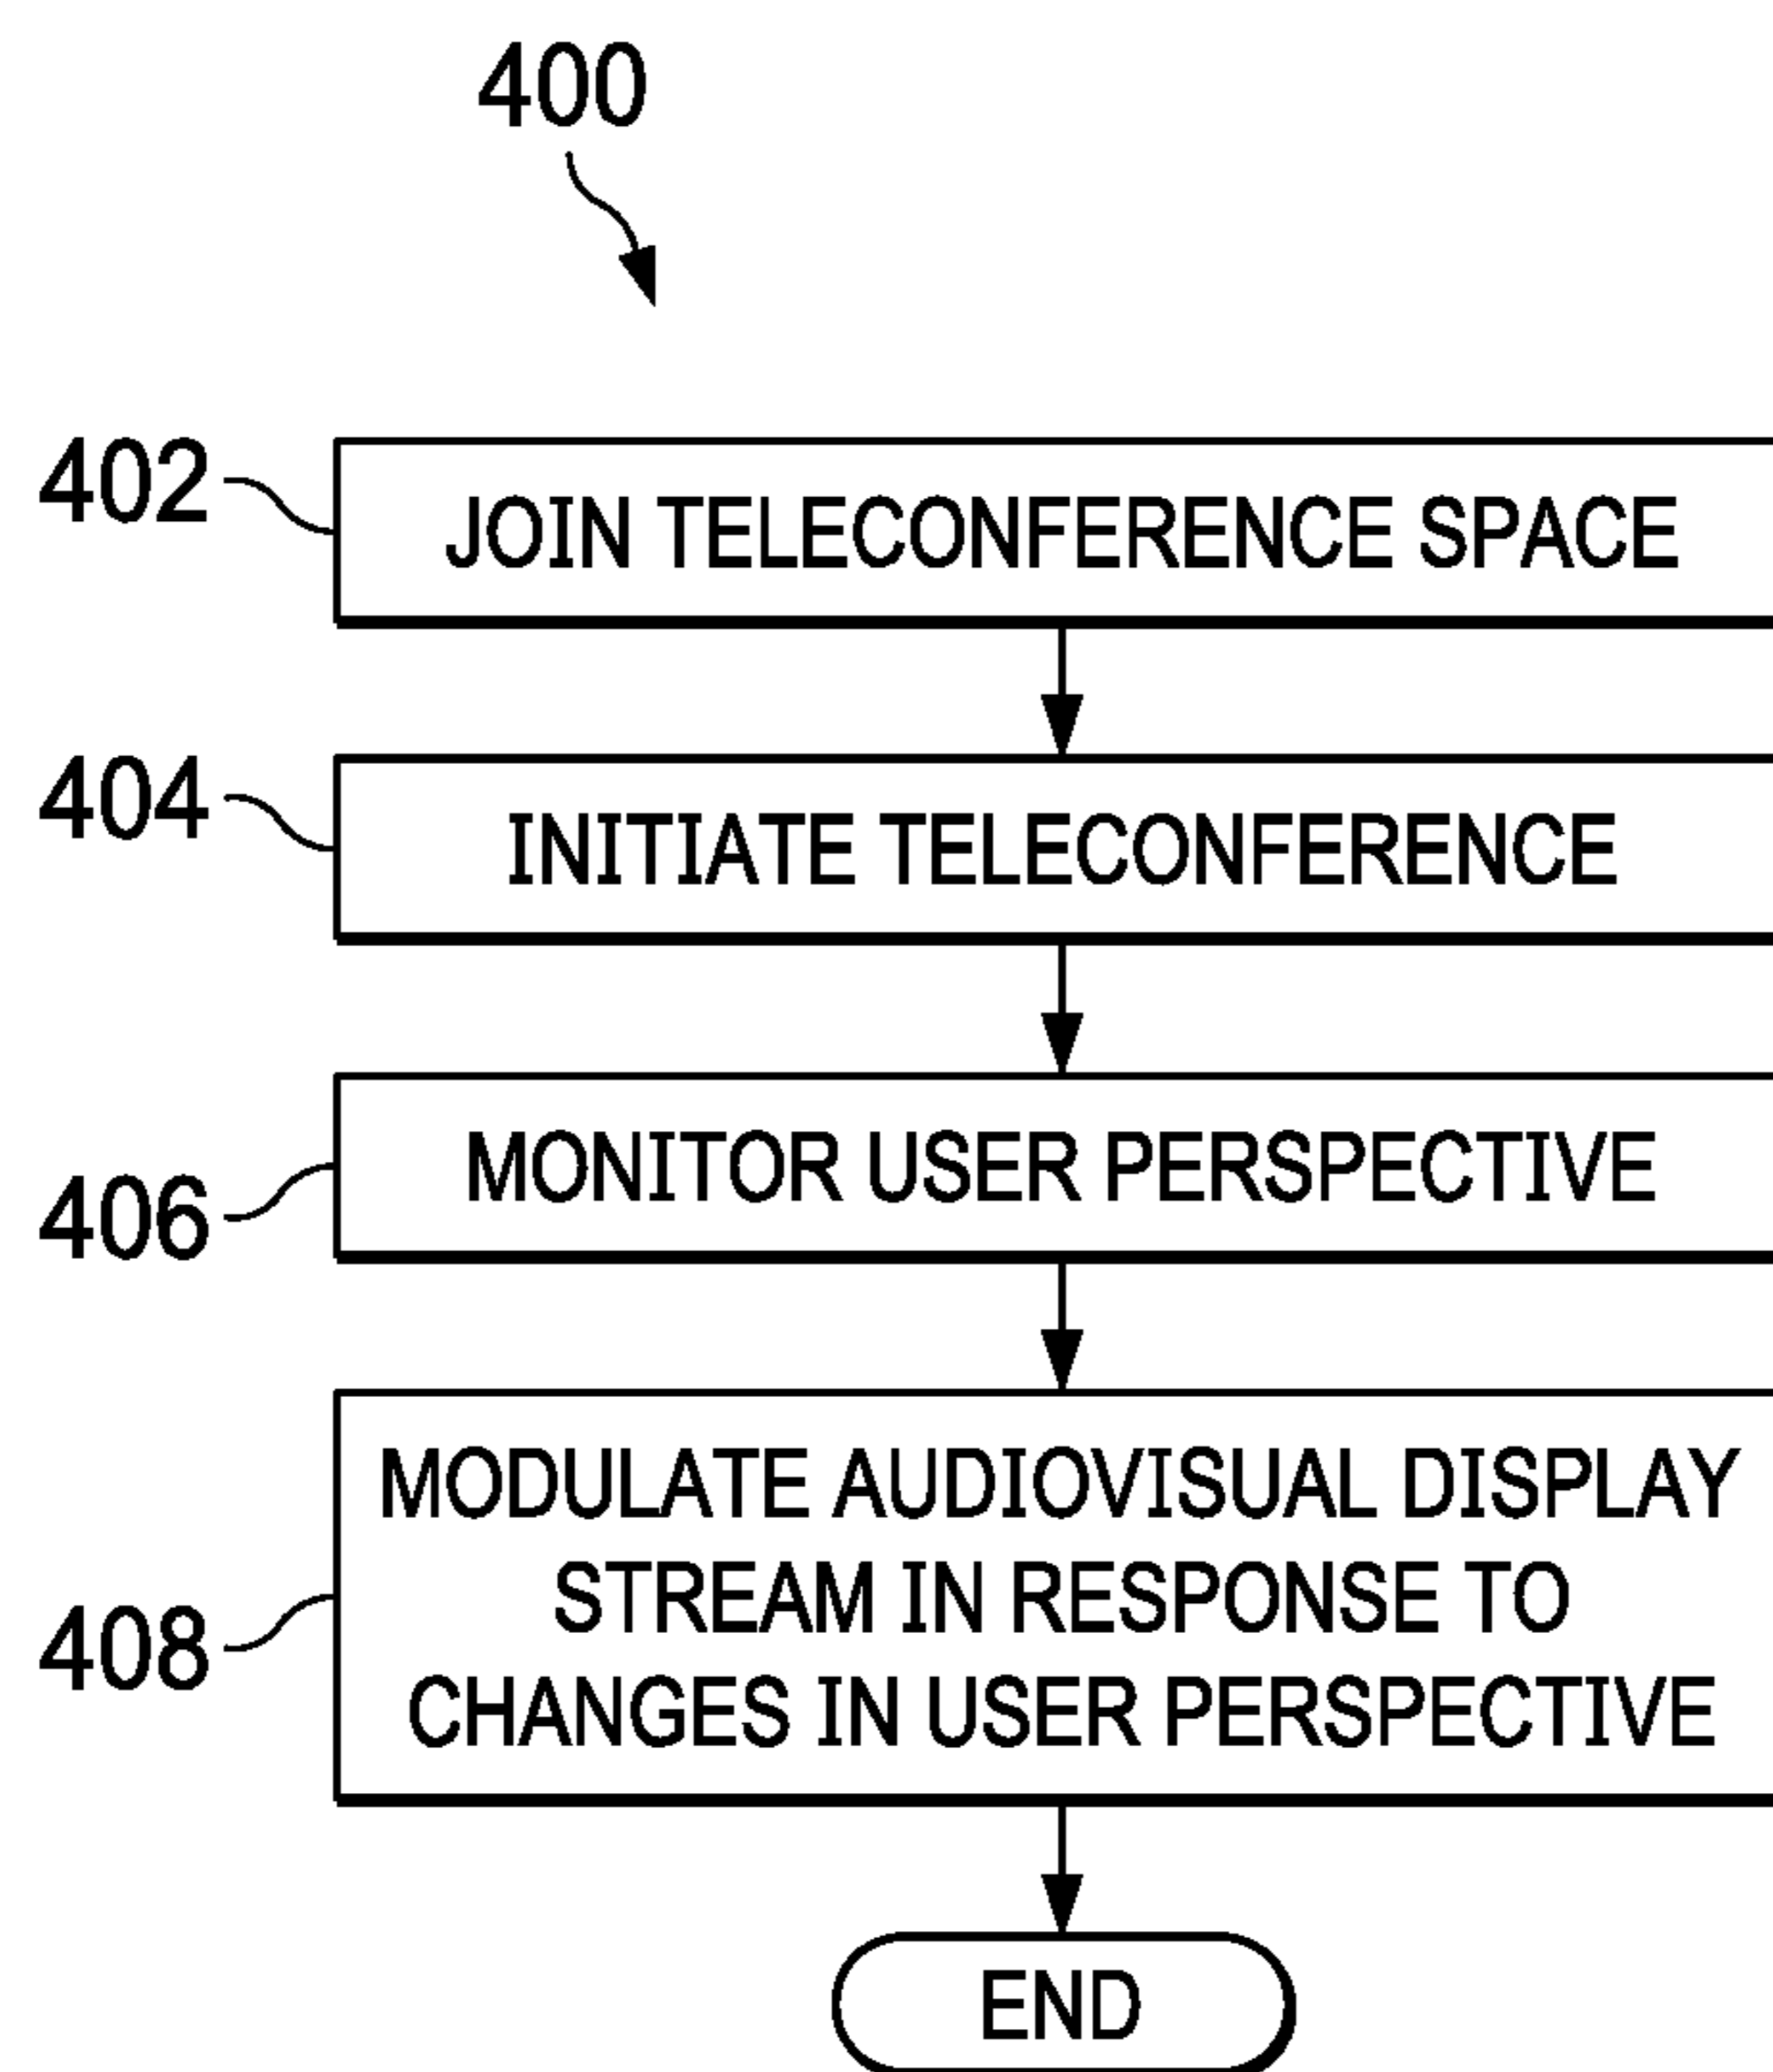 400
402
JOIN TELECONFERENCE SPACE
404
INITIATE TELECONFERENCE
406
MONITOR USER PERSPECTIVE
408
MODULATE AUDIOVISUAL DISPLAY
STREAM IN RESPONSE TO
CHANGES IN USER PERSPECTIVE
END